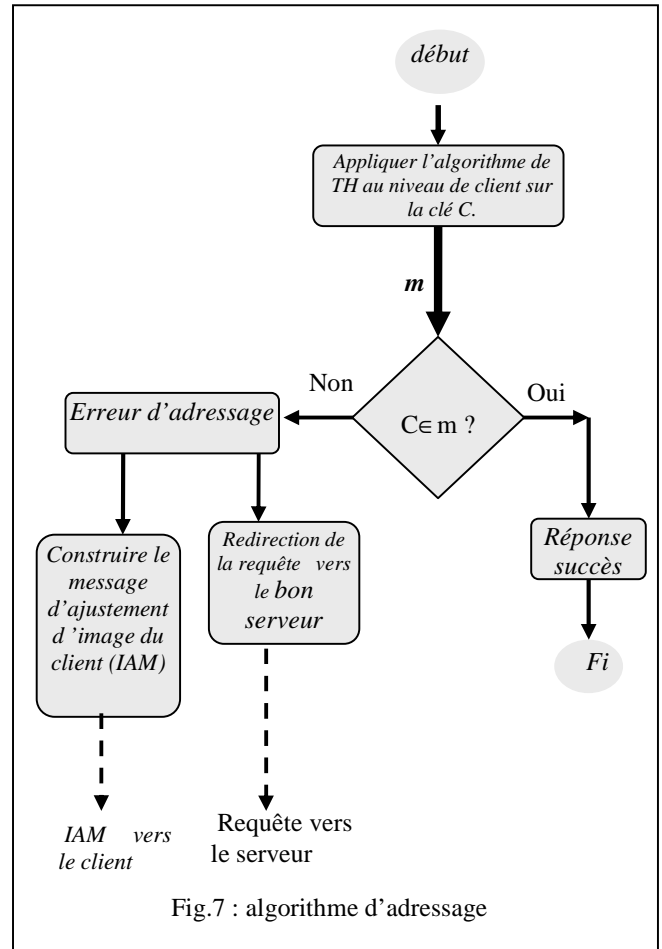 début
Appliquer l'algorithme de
TH au niveau de client sur
la clé C.
m
Non
Oui
C∈ m ?
Erreur d'adressage
Construire le
message
d'ajustement
d 'image du
client (IAM)
Redirection de
la requête vers
le bon
serveur
Réponse
succès
Fi
IAM vers
le client
Requête vers
le serveur
Fig.7 : algorithme d'adressage